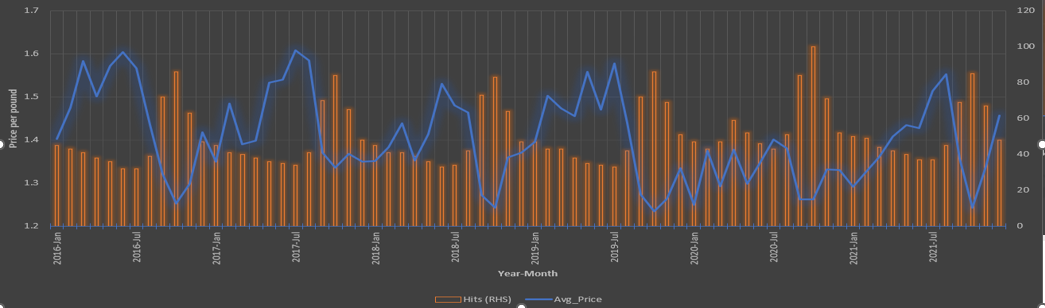 1.7
1.6
1.5
1.4
1.3
1.2
Price per pound
120
100
80
60
40
20
0
2016-Jan
2016-Jul
2017-Jan
2017-Jul
2018-Jan
2018-Jul
2019-Jan
2019-Jul
2020-Jan
2020-Jul
2021-Jan
2021-Jul
Year-Month
Hits (RHS) Avg_Price